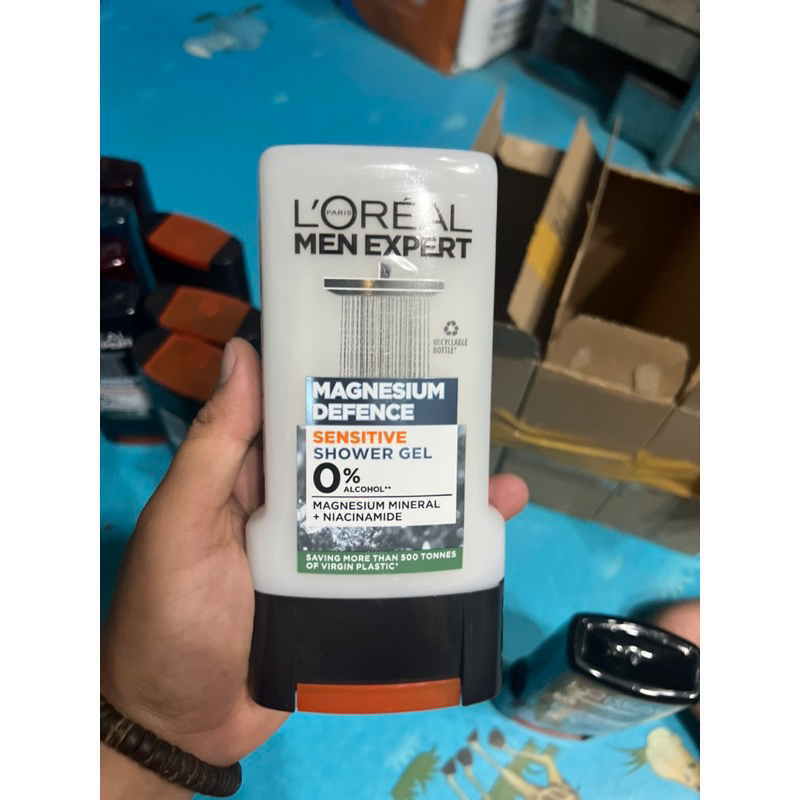 L'ORÉAL
PARIS
MEN EXPERT
RECYCLABLE
BOTTLE*
MAGNESIUM
DEFENCE
SENSITIVE
SHOWER GEL
0%
ALCOHOL**
MAGNESIUM MINERAL
+ NIACINAMIDE
SAVING MORE THAN 500 TONNES
OF VIRGIN PLASTIC*